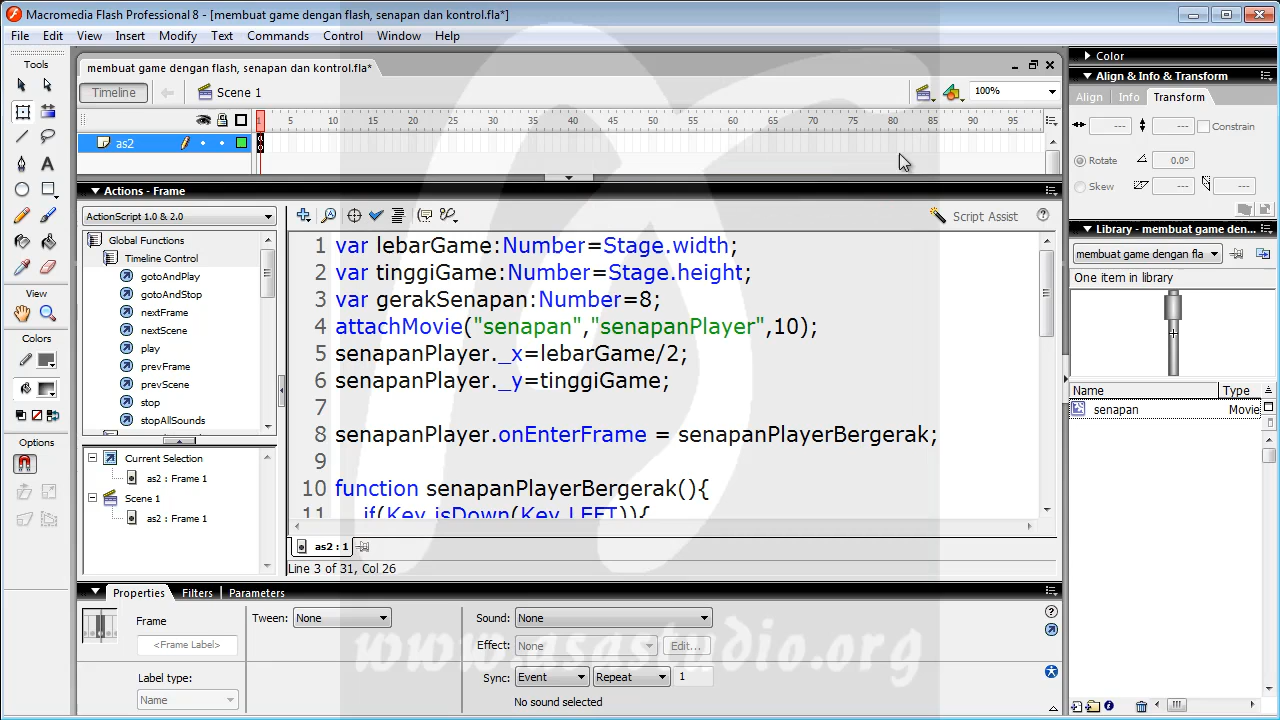 Macromedia Flash Professional 8 - [membuat game dengan flash, senapan dan kontrol.fla*]
File Edit View Insert Modify Text Commands Control Window Help
Tools
membuat game dengan flash, senapan dan kontrol.fla*
Timeline
Scene 1
100%
1 5 10 15 20 25 30 35 40 45 50 55 60 65 70 75 80 85 90 95
as2
View
Colors
Options
Actions - Frame
ActionScript 1.0 & 2.0
Global Functions
Timeline Control
gotoAndPlay
gotoAndStop
nextFrame
nextScene
play
prevFrame
prevScene
stop
stopAllSounds
Current Selection
as2 : Frame 1
Scene 1
as2 : Frame 1
Script Assist
1 var lebarGame:Number=Stage.width;
2 var tinggiGame:Number=Stage.height;
3 var gerakSenapan:Number=8;
4 attachMovie("senapan","senapanPlayer",10);
5 senapanPlayer._x=lebarGame/2;
6 senapanPlayer._y=tinggiGame;
7
8 senapanPlayer.onEnterFrame = senapanPlayerBergerak;
9
10 function senapanPlayerBergerak(){
11 if(Key.isDown(Key.LEFT)){
as2 : 1
Line 3 of 31, Col 26
Properties Filters Parameters
Frame
<Frame Label>
Label type:
Name
Tween: None
Sound: None
Effect: None Edit...
Sync: Event Repeat 1
No sound selected
www.asastudio.org
Color
Align & Info & Transform
Align Info Transform
--- --- Constrain
Rotate 0.0°
Skew --- ---
Library - membuat game den...
membuat game dengan fla
One item in library
Name Type
senapan Movie